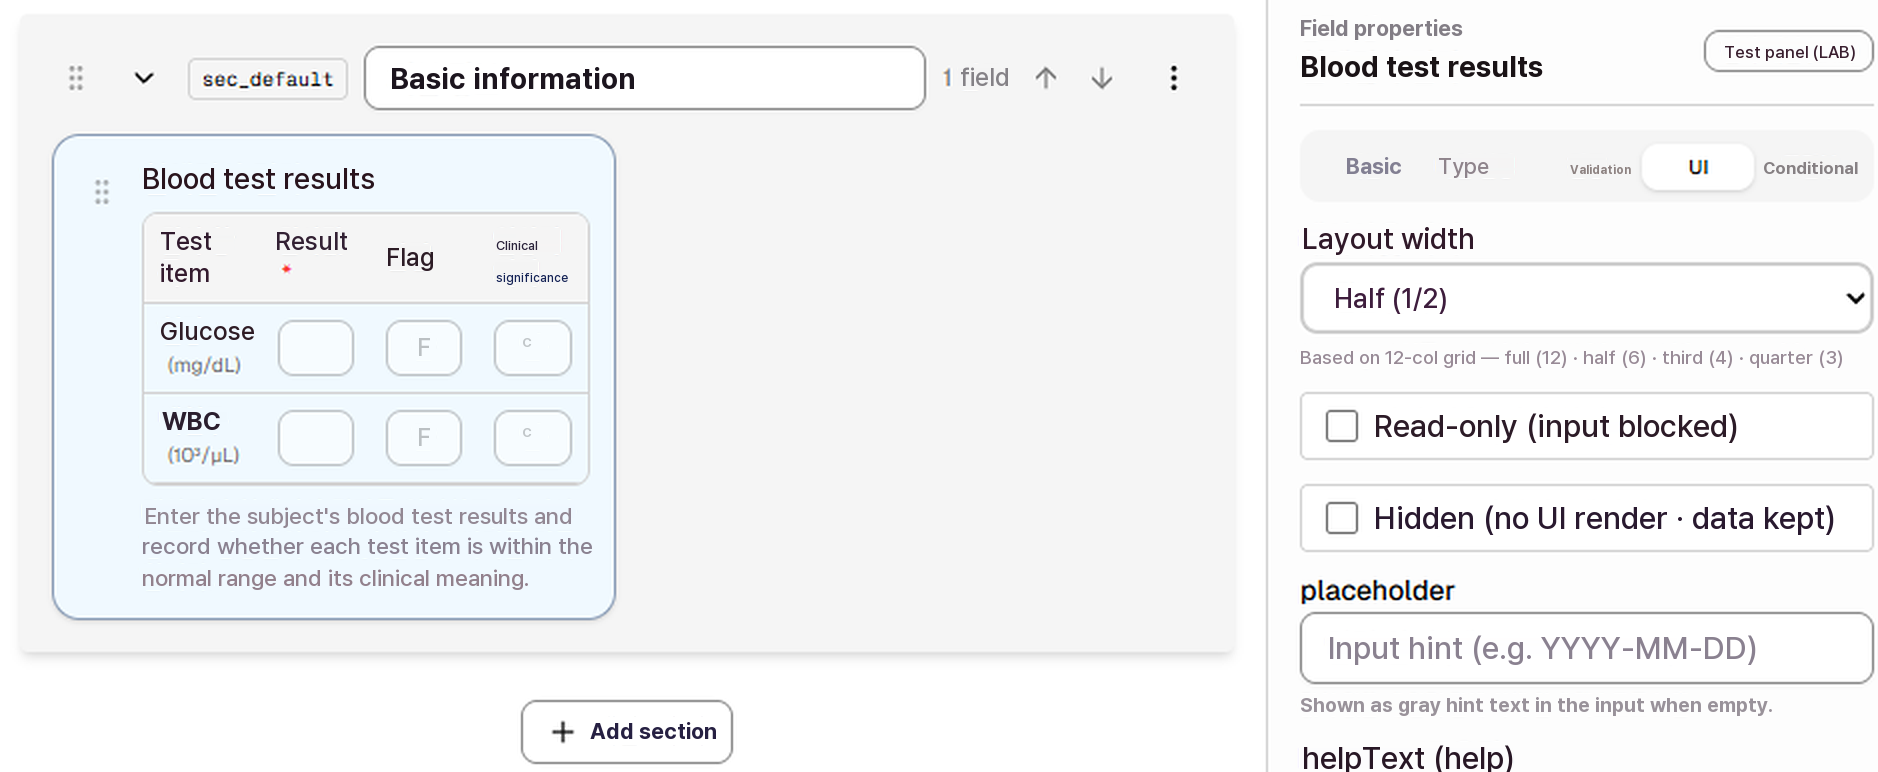 sec_default
Basic information
1 field
Blood test results
Test item
Result *
Flag
Clinical significance
Glucose
(mg/dL)
F
c
WBC
(10³/µL)
F
c
Enter the subject's blood test results and
record whether each test item is within the
normal range and its clinical meaning.
Add section
Field properties
Blood test results
Test panel (LAB)
Basic
Type
Validation
UI
Conditional
Layout width
Half (1/2)
Based on 12-col grid — full (12) · half (6) · third (4) · quarter (3)
Read-only (input blocked)
Hidden (no UI render · data kept)
placeholder
Input hint (e.g. YYYY-MM-DD)
Shown as gray hint text in the input when empty.
helpText (help)